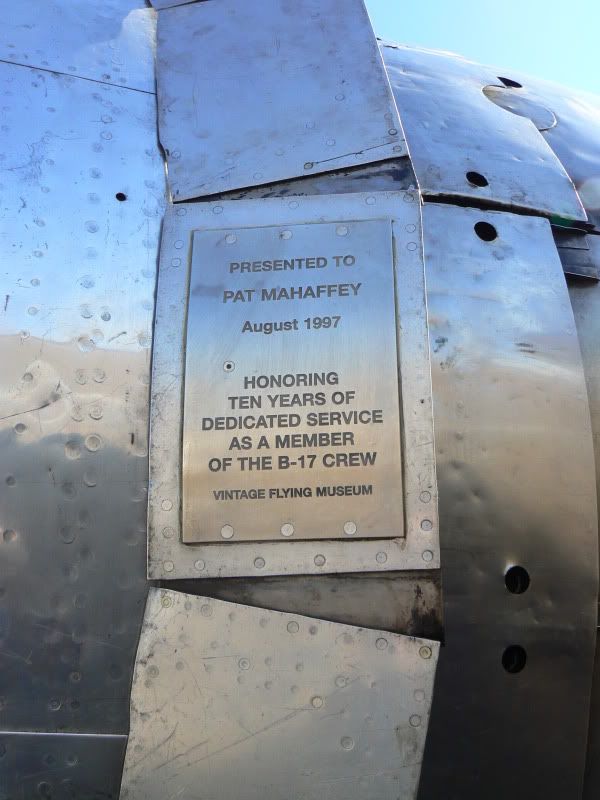 PRESENTED TO
PAT MAHAFFEY
August 1997
HONORING
TEN YEARS OF
DEDICATED SERVICE
AS A MEMBER
OF THE B-17 CREW
VINTAGE FLYING MUSEUM